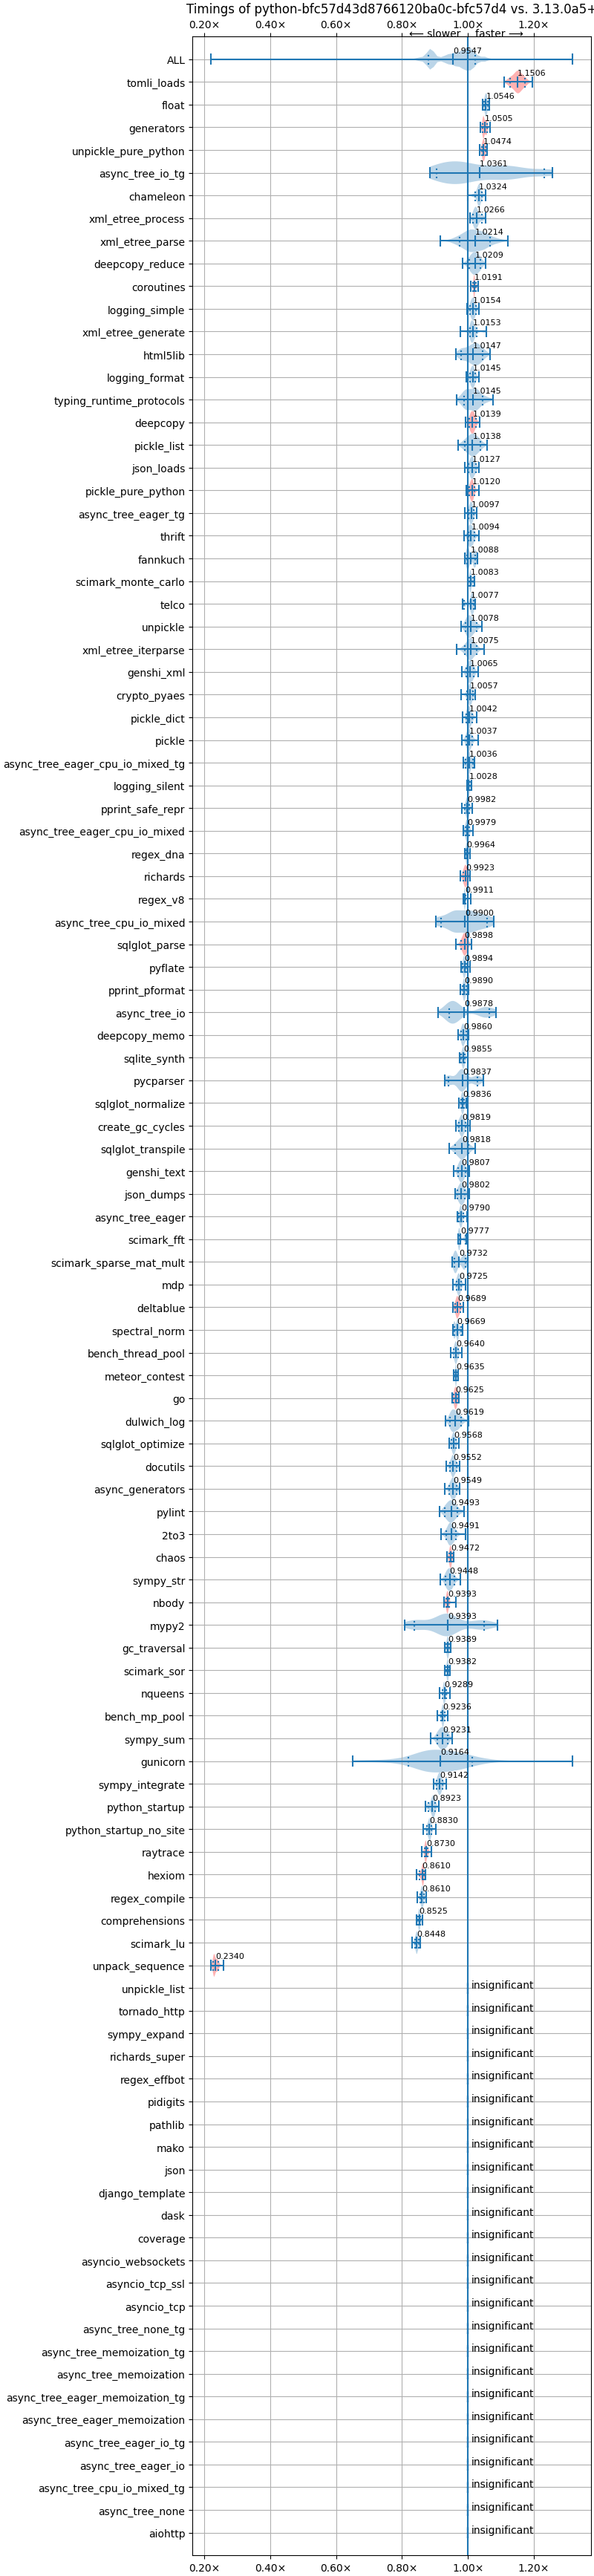 Timings of python-bfc57d43d8766120ba0c-bfc57d4 vs. 3.13.0a5+
0.20× 0.40× 0.60× 0.80× 1.00× 1.20×
← slower faster →
ALL 0.9547
tomli_loads 1.1506
float 1.0546
generators 1.0505
unpickle_pure_python 1.0474
async_tree_io_tg 1.0361
chameleon 1.0324
xml_etree_process 1.0266
xml_etree_parse 1.0214
deepcopy_reduce 1.0209
coroutines 1.0191
logging_simple 1.0154
xml_etree_generate 1.0153
html5lib 1.0147
logging_format 1.0145
typing_runtime_protocols 1.0145
deepcopy 1.0139
pickle_list 1.0138
json_loads 1.0127
pickle_pure_python 1.0120
async_tree_eager_tg 1.0097
thrift 1.0094
fannkuch 1.0088
scimark_monte_carlo 1.0083
telco 1.0077
unpickle 1.0078
xml_etree_iterparse 1.0075
genshi_xml 1.0065
crypto_pyaes 1.0057
pickle_dict 1.0042
pickle 1.0037
async_tree_eager_cpu_io_mixed_tg 1.0036
logging_silent 1.0028
pprint_safe_repr 0.9982
async_tree_eager_cpu_io_mixed 0.9979
regex_dna 0.9964
richards 0.9923
regex_v8 0.9911
async_tree_cpu_io_mixed 0.9900
sqlglot_parse 0.9898
pyflate 0.9894
pprint_pformat 0.9890
async_tree_io 0.9878
deepcopy_memo 0.9860
sqlite_synth 0.9855
pycparser 0.9837
sqlglot_normalize 0.9836
create_gc_cycles 0.9819
sqlglot_transpile 0.9818
genshi_text 0.9807
json_dumps 0.9802
async_tree_eager 0.9790
scimark_fft 0.9777
scimark_sparse_mat_mult 0.9732
mdp 0.9725
deltablue 0.9689
spectral_norm 0.9669
bench_thread_pool 0.9640
meteor_contest 0.9635
go 0.9625
dulwich_log 0.9619
sqlglot_optimize 0.9568
docutils 0.9552
async_generators 0.9549
pylint 0.9493
2to3 0.9491
chaos 0.9472
sympy_str 0.9448
nbody 0.9393
mypy2 0.9393
gc_traversal 0.9389
scimark_sor 0.9382
nqueens 0.9289
bench_mp_pool 0.9236
sympy_sum 0.9231
gunicorn 0.9164
sympy_integrate 0.9142
python_startup 0.8923
python_startup_no_site 0.8830
raytrace 0.8730
hexiom 0.8610
regex_compile 0.8610
comprehensions 0.8525
scimark_lu 0.8448
unpack_sequence 0.2340
unpickle_list insignificant
tornado_http insignificant
sympy_expand insignificant
richards_super insignificant
regex_effbot insignificant
pidigits insignificant
pathlib insignificant
mako insignificant
json insignificant
django_template insignificant
dask insignificant
coverage insignificant
asyncio_websockets insignificant
asyncio_tcp_ssl insignificant
asyncio_tcp insignificant
async_tree_none_tg insignificant
async_tree_memoization_tg insignificant
async_tree_memoization insignificant
async_tree_eager_memoization_tg insignificant
async_tree_eager_memoization insignificant
async_tree_eager_io_tg insignificant
async_tree_eager_io insignificant
async_tree_cpu_io_mixed_tg insignificant
async_tree_none insignificant
aiohttp insignificant
0.20× 0.40× 0.60× 0.80× 1.00× 1.20×